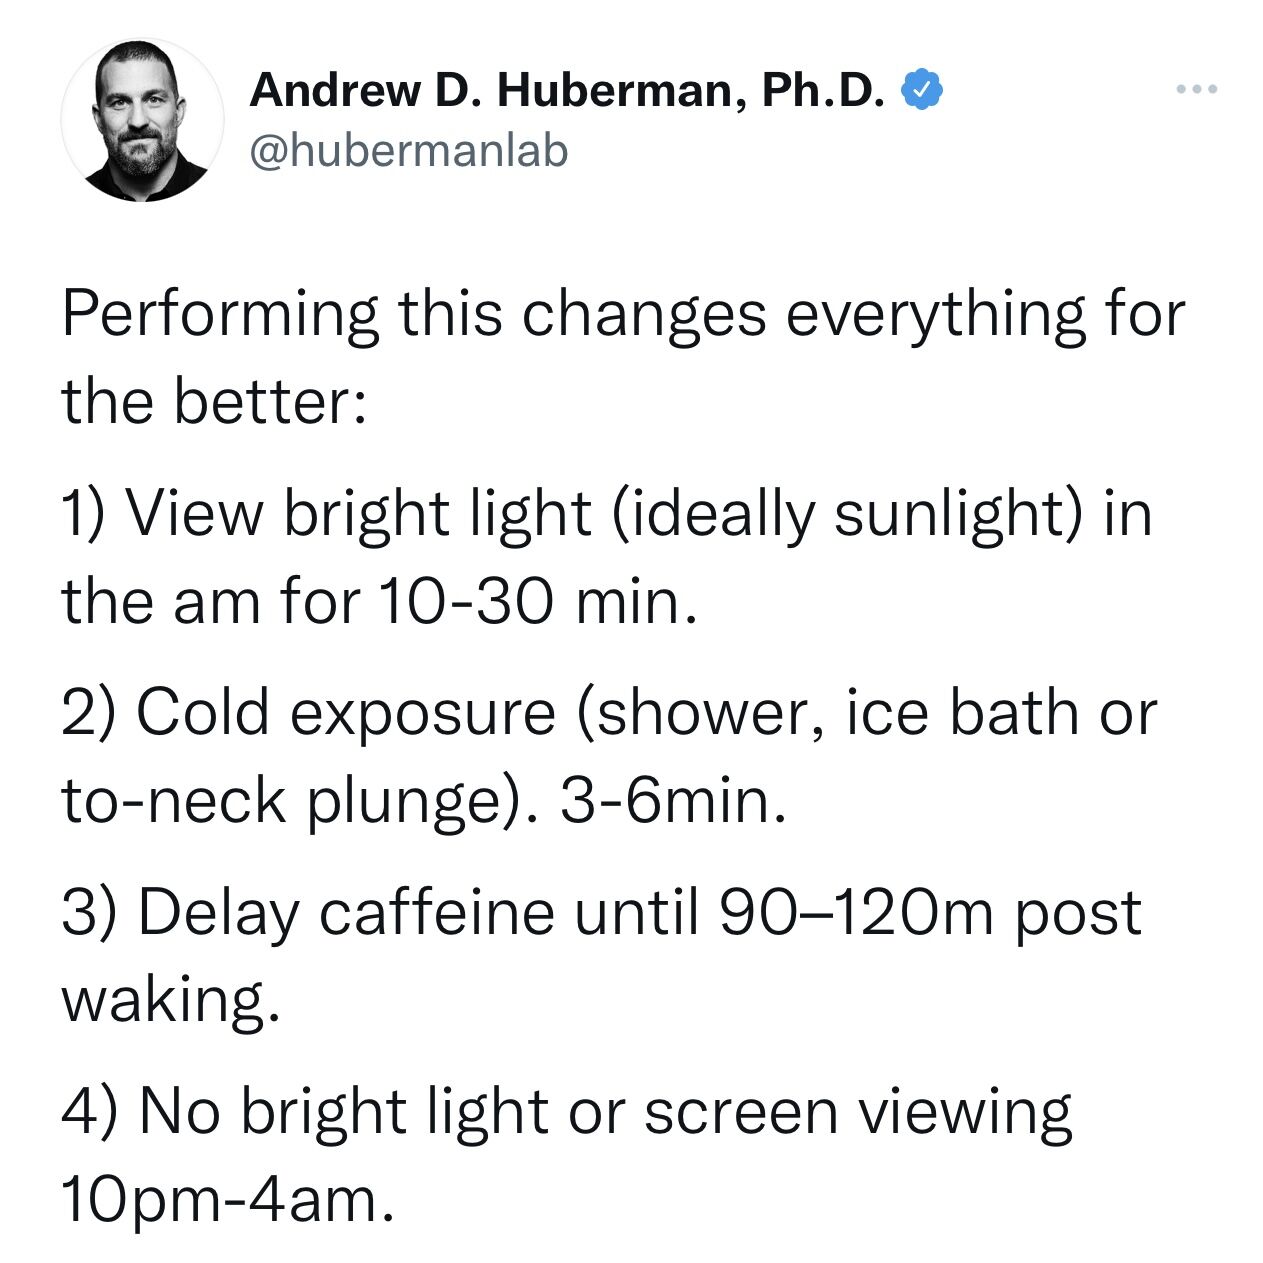 Andrew D. Huberman, Ph.D.
@hubermanlab
Performing this changes everything for
the better:
1) View bright light (ideally sunlight) in
the am for 10-30 min.
2) Cold exposure (shower, ice bath or
to-neck plunge). 3-6min.
3) Delay caffeine until 90–120m post
waking.
4) No bright light or screen viewing
10pm-4am.